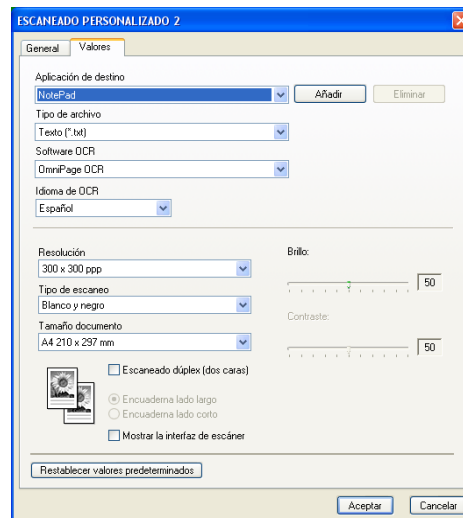 ESCANEADO PERSONALIZADO 2
General Valores
Aplicación de destino
NotePad Añadir Eliminar
Tipo de archivo
Texto (*.txt)
Software OCR
OmniPage OCR
Idioma de OCR
Español
Resolución Brillo:
300 x 300 ppp 50
Tipo de escaneo
Blanco y negro
Contraste:
Tamaño documento
A4 210 x 297 mm 50
Escaneado dúplex (dos caras)
Encuaderna lado largo
Encuaderna lado corto
Mostrar la interfaz de escáner
Restablecer valores predeterminados
Aceptar Cancelar